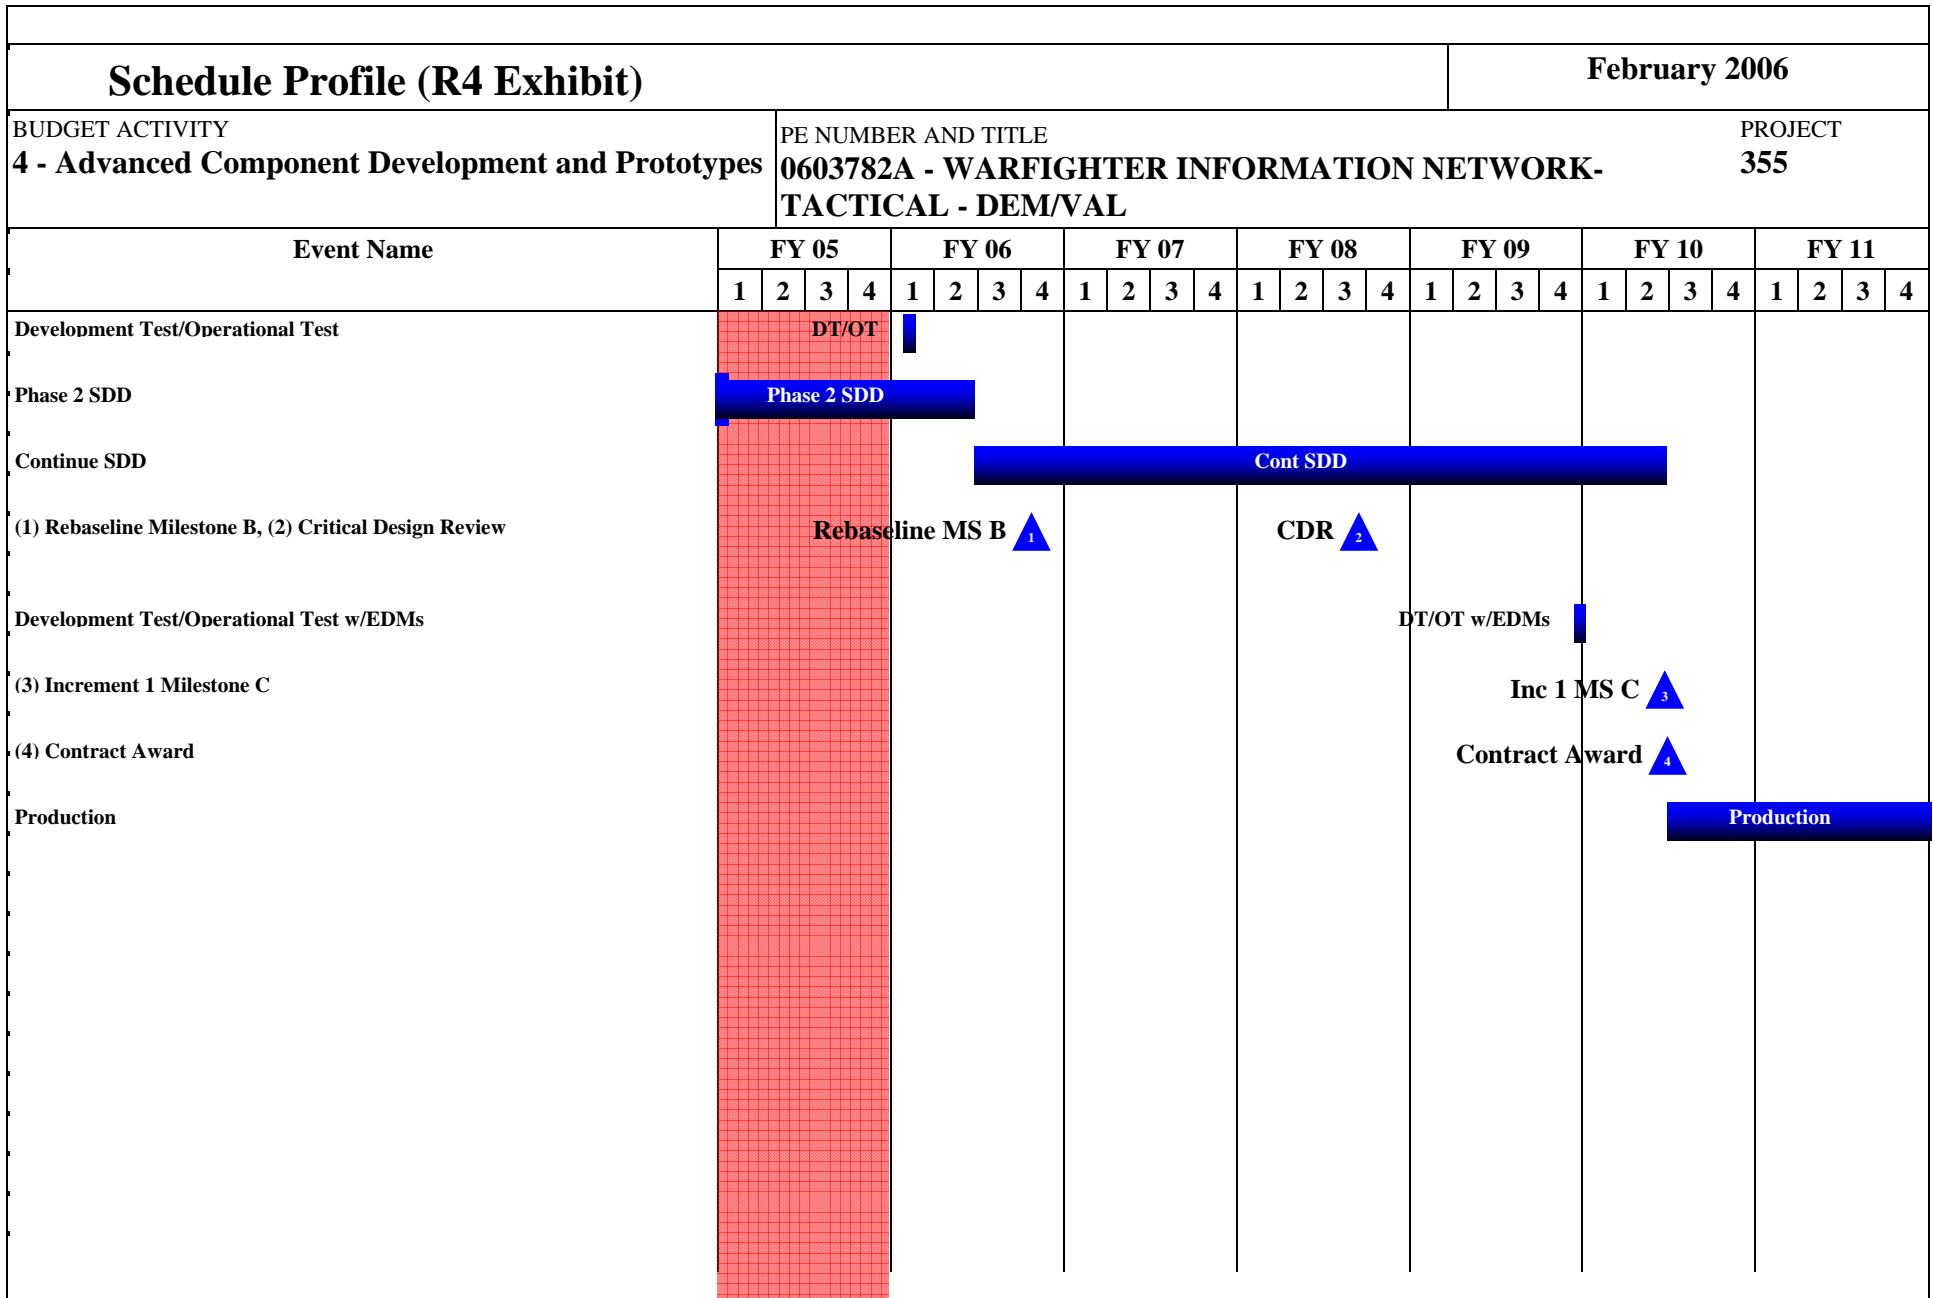 Schedule Profile (R4 Exhibit)
February 2006
BUDGET ACTIVITY
4 - Advanced Component Development and Prototypes
PE NUMBER AND TITLE
0603782A - WARFIGHTER INFORMATION NETWORK-
TACTICAL - DEM/VAL
PROJECT
355
Event Name FY 05 FY 06 FY 07 FY 08 FY 09 FY 10 FY 11
1 2 3 4 1 2 3 4 1 2 3 4 1 2 3 4 1 2 3 4 1 2 3 4 1 2 3 4
Development Test/Operational Test DT/OT
Phase 2 SDD Phase 2 SDD
Continue SDD Cont SDD
(1) Rebaseline Milestone B, (2) Critical Design Review Rebaseline MS B 1 CDR 2
Development Test/Operational Test w/EDMs DT/OT w/EDMs
(3) Increment 1 Milestone C Inc 1 MS C 3
(4) Contract Award Contract Award 4
Production Production